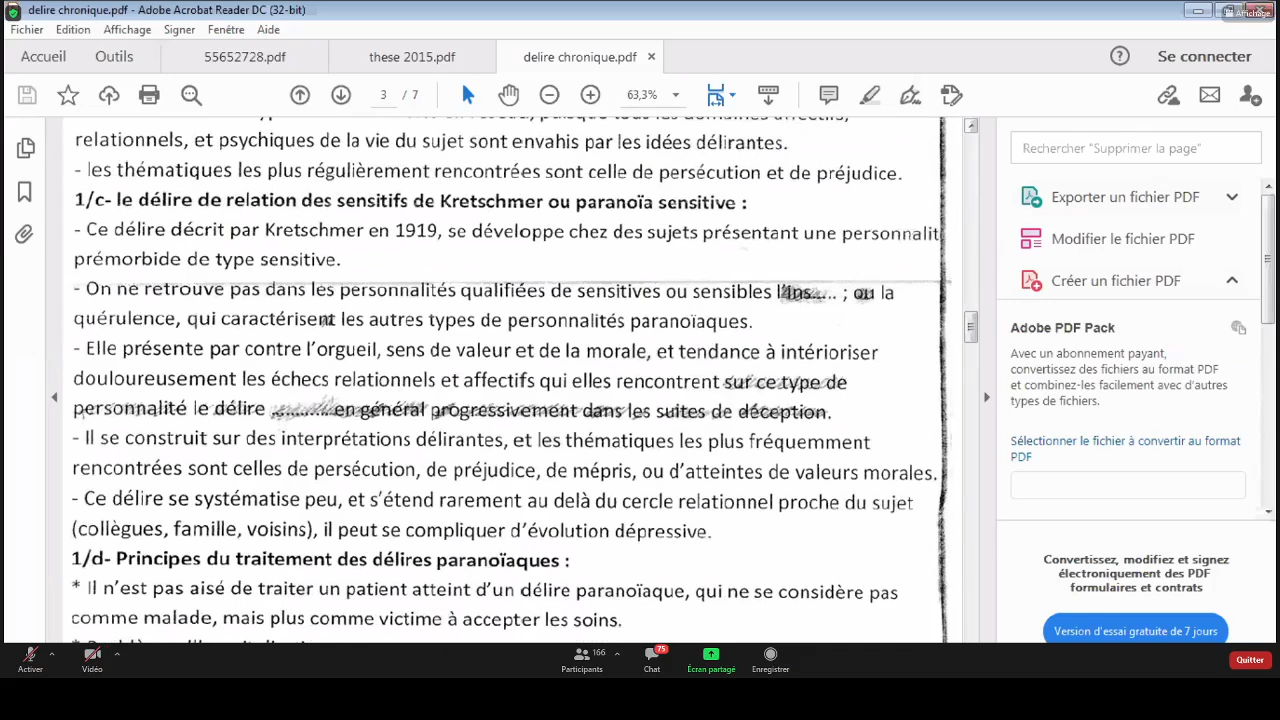 delire chronique.pdf - Adobe Acrobat Reader DC (32-bit)
Affichage
Fichier Edition Affichage Signer Fenêtre Aide
Accueil Outils 55652728.pdf these 2015.pdf delire chronique.pdf × Se connecter
3 / 7 63,3%
relationnels, et psychiques de la vie du sujet sont envahis par les idées délirantes.
- les thématiques les plus régulièrement rencontrées sont celle de persécution et de préjudice.
1/c- le délire de relation des sensitifs de Kretschmer ou paranoïa sensitive :
- Ce délire décrit par Kretschmer en 1919, se développe chez des sujets présentant une personnalit
prémorbide de type sensitive.
- On ne retrouve pas dans les personnalités qualifiées de sensitives ou sensibles ; ou la
quérulence, qui caractérisent les autres types de personnalités paranoïaques.
- Elle présente par contre l'orgueil, sens de valeur et de la morale, et tendance à intérioriser
douloureusement les échecs relationnels et affectifs qui elles rencontrent sur ce type de
personnalité le délire ............en général progressivement dans les suites de déception.
- Il se construit sur des interprétations délirantes, et les thématiques les plus fréquemment
rencontrées sont celles de persécution, de préjudice, de mépris, ou d'atteintes de valeurs morales.
- Ce délire se systématise peu, et s'étend rarement au delà du cercle relationnel proche du sujet
(collègues, famille, voisins), il peut se compliquer d'évolution dépressive.
1/d- Principes du traitement des délires paranoïaques :
* Il n'est pas aisé de traiter un patient atteint d'un délire paranoïaque, qui ne se considère pas
comme malade, mais plus comme victime à accepter les soins.
Rechercher "Supprimer la page"
Exporter un fichier PDF
Modifier le fichier PDF
Créer un fichier PDF
Adobe PDF Pack
Avec un abonnement payant,
convertissez des fichiers au format PDF
et combinez-les facilement avec d'autres
types de fichiers.
Sélectionner le fichier à convertir au format
PDF
Convertissez, modifiez et signez
électroniquement des PDF
formulaires et contrats
Version d'essai gratuite de 7 jours
Activer Vidéo Participants 166 Chat 75 Écran partagé Enregistrer Quitter